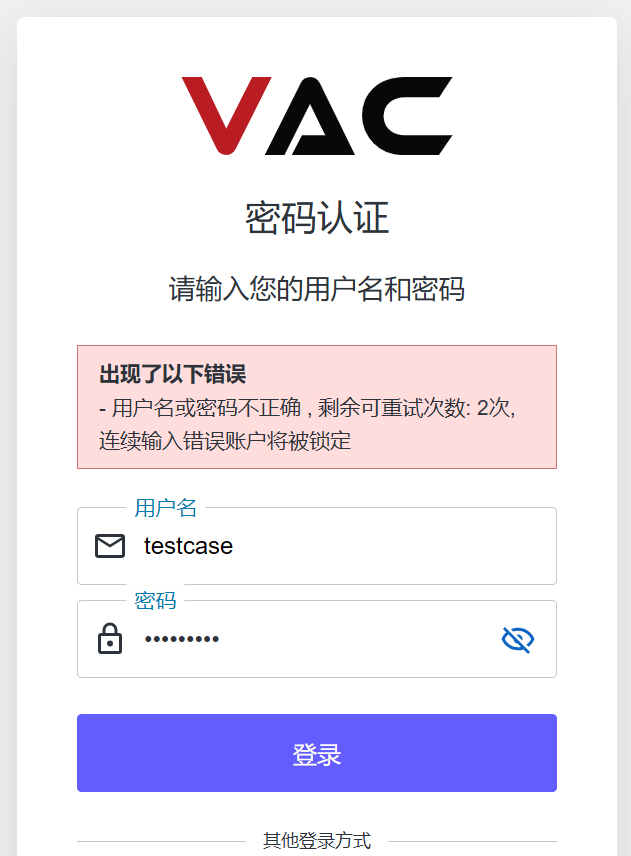 VAC
密码认证
请输入您的用户名和密码
出现了以下错误
- 用户名或密码不正确 , 剩余可重试次数: 2次,
连续输入错误账户将被锁定
用户名
testcase
密码
•••••••••
登录
其他登录方式